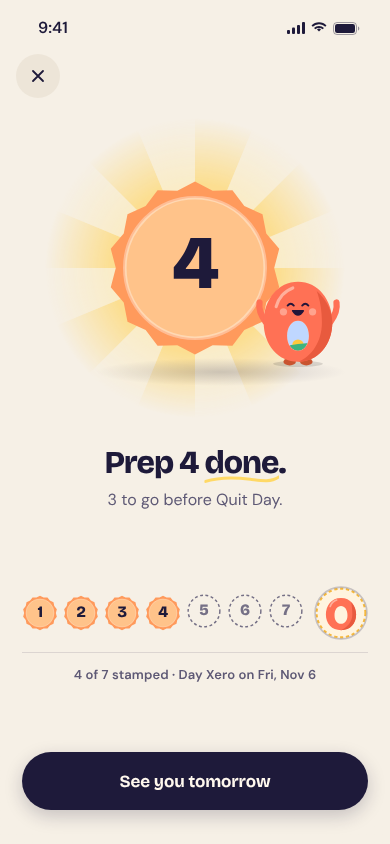 9:41
4
Prep 4 done.
3 to go before Quit Day.
1 2 3 4 5 6 7
4 of 7 stamped · Day Xero on Fri, Nov 6
See you tomorrow